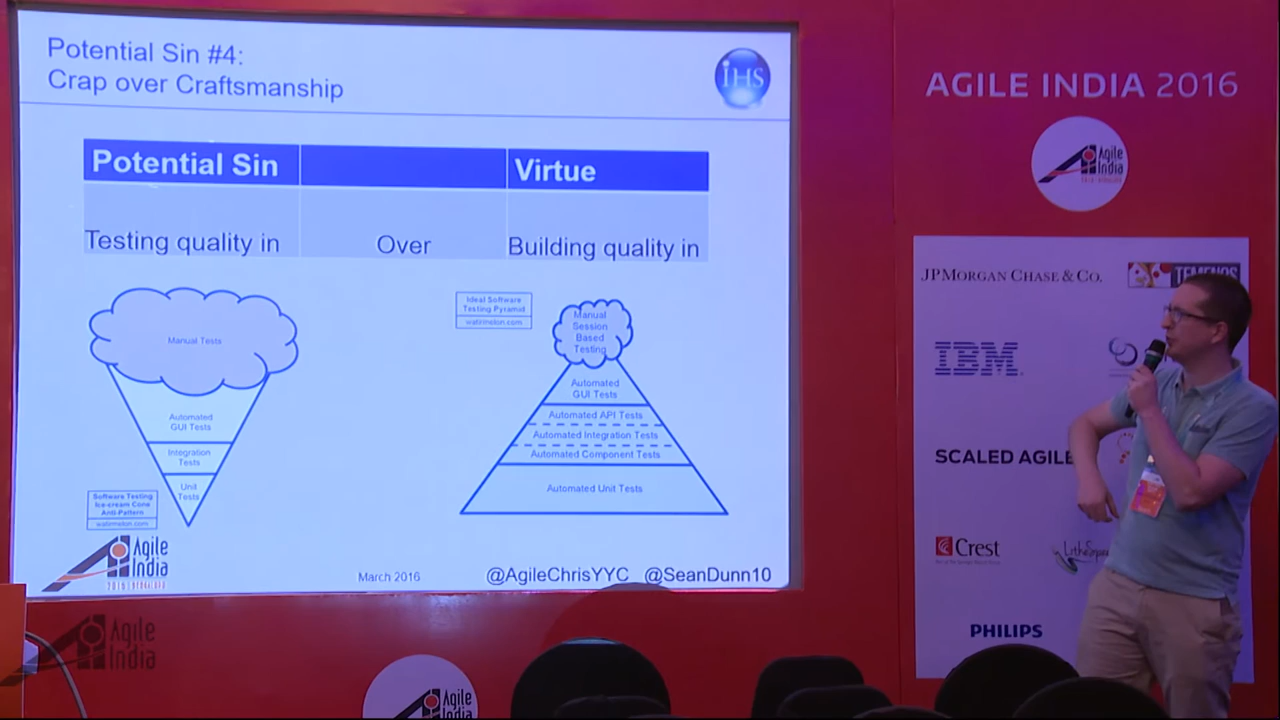 Potential Sin #4:
Crap over Craftsmanship
IHS
Potential Sin
Virtue
Testing quality in
Over
Building quality in
Manual Tests
Automated
GUI Tests
Integration
Tests
Unit
Tests
Software Testing
Ice-cream Cone
Anti-Pattern
watirmelon.com
Ideal Software
Testing Pyramid
watirmelon.com
Manual
Session
Based
Testing
Automated
GUI Tests
Automated API Tests
Automated Integration Tests
Automated Component Tests
Automated Unit Tests
Agile
India
March 2016
@AgileChrisYYC @SeanDunn10
AGILE INDIA 2016
Agile
India
JPMORGAN CHASE & CO.
TEMENOS
IBM
SCALED AGILE
Crest
PHILIPS
Agile
India
Agile
India